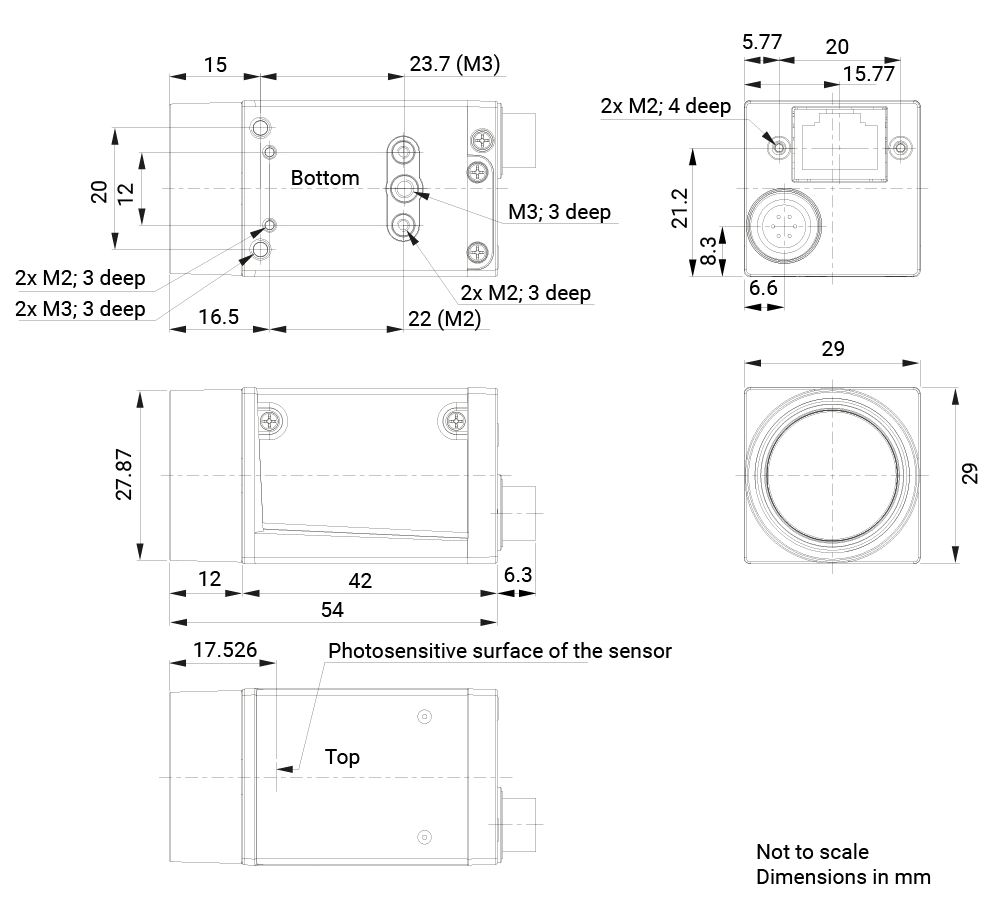 15
23.7 (M3)
20
12
Bottom
M3; 3 deep
2x M2; 3 deep
2x M3; 3 deep
2x M2; 3 deep
16.5
22 (M2)
5.77
20
15.77
2x M2; 4 deep
21.2
8.3
6.6
27.87
12
42
6.3
54
29
29
17.526
Photosensitive surface of the sensor
Top
Not to scale
Dimensions in mm